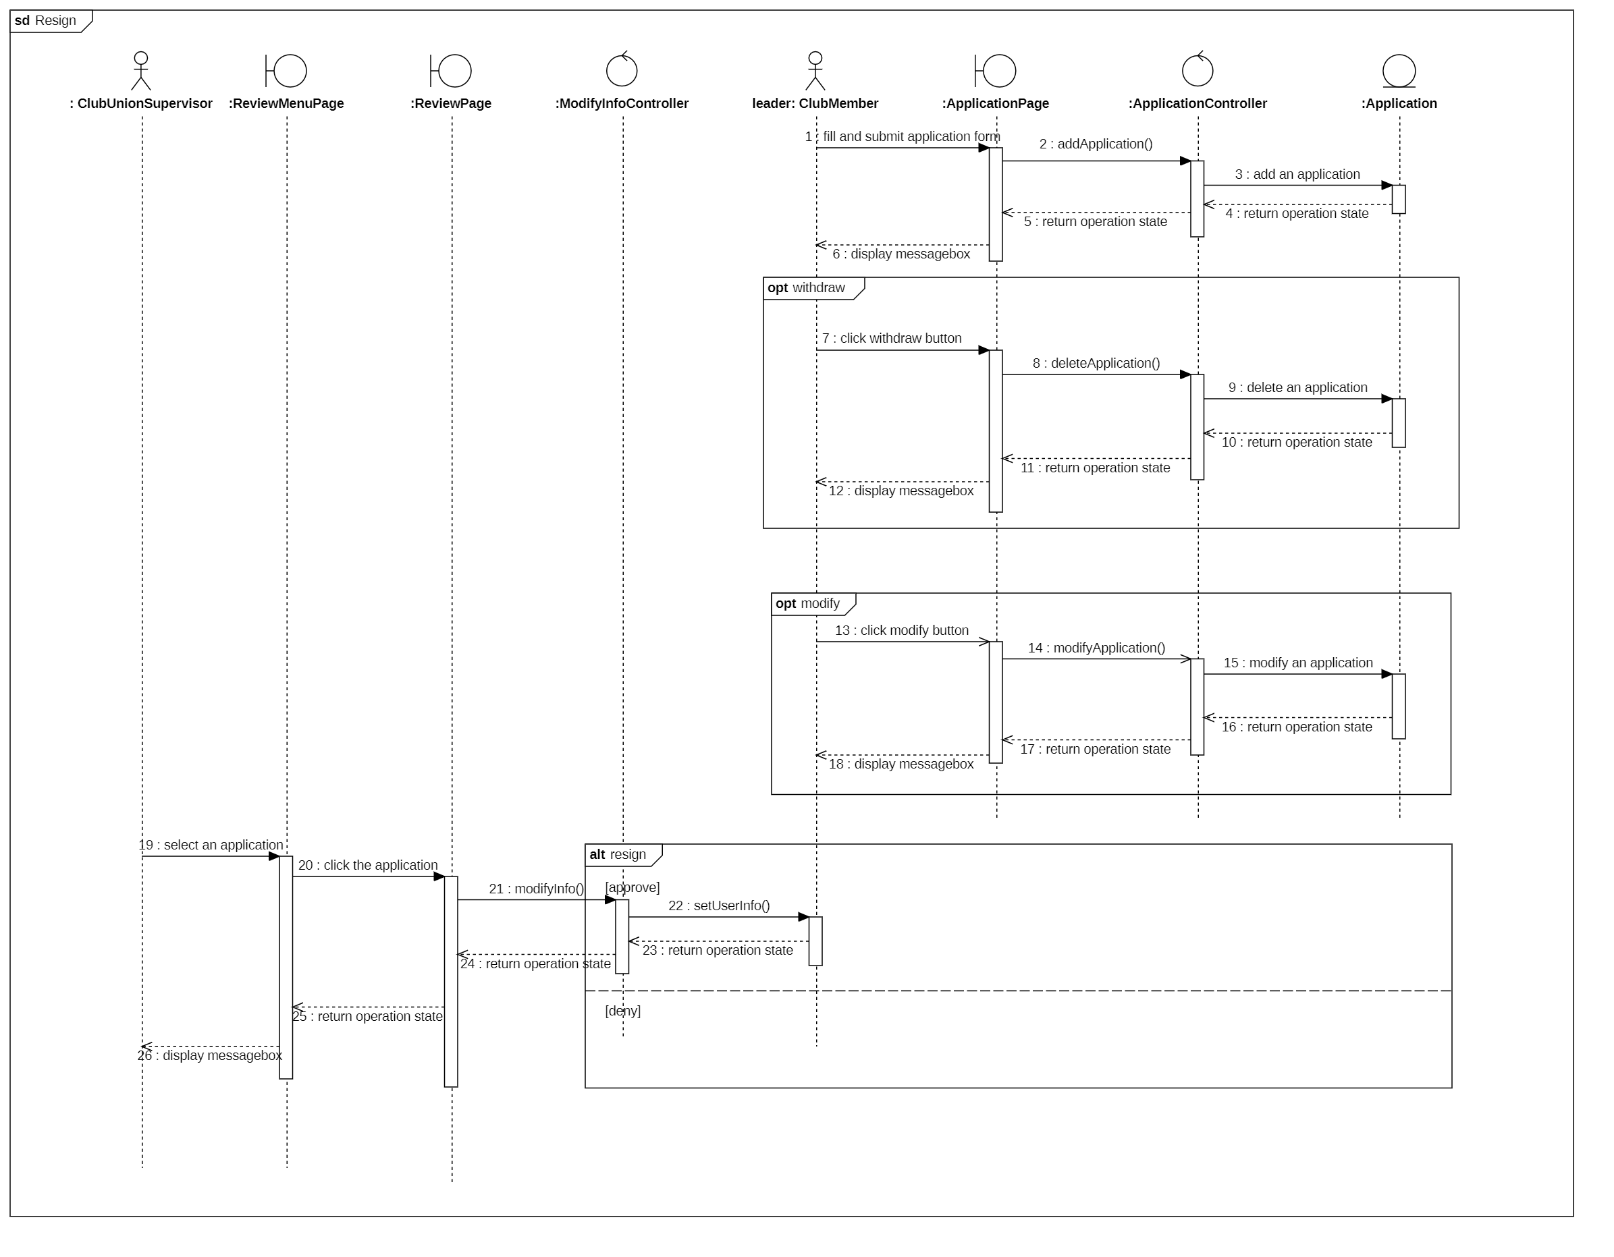 sd Resign
: ClubUnionSupervisor
:ReviewMenuPage
:ReviewPage
:ModifyInfoController
leader: ClubMember
:ApplicationPage
:ApplicationController
:Application
1 : fill and submit application form
2 : addApplication()
3 : add an application
4 : return operation state
5 : return operation state
6 : display messagebox
opt withdraw
7 : click withdraw button
8 : deleteApplication()
9 : delete an application
10 : return operation state
11 : return operation state
12 : display messagebox
opt modify
13 : click modify button
14 : modifyApplication()
15 : modify an application
16 : return operation state
17 : return operation state
18 : display messagebox
19 : select an application
20 : click the application
alt resign
21 : modifyInfo()
[approve]
22 : setUserInfo()
23 : return operation state
24 : return operation state
25 : return operation state
[deny]
26 : display messagebox